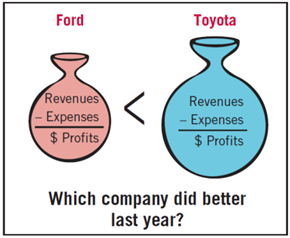 Ford
Toyota
Revenues
– Expenses
$ Profits
<
Revenues
– Expenses
$ Profits
Which company did better
last year?